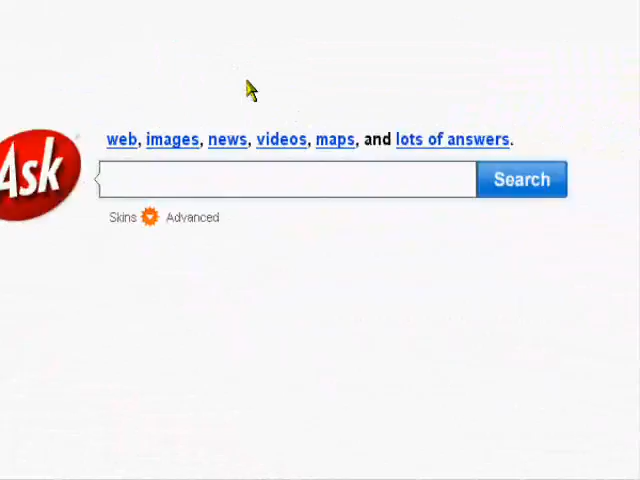 web, images, news, videos, maps, and lots of answers.
Ask
Search
Skins Advanced